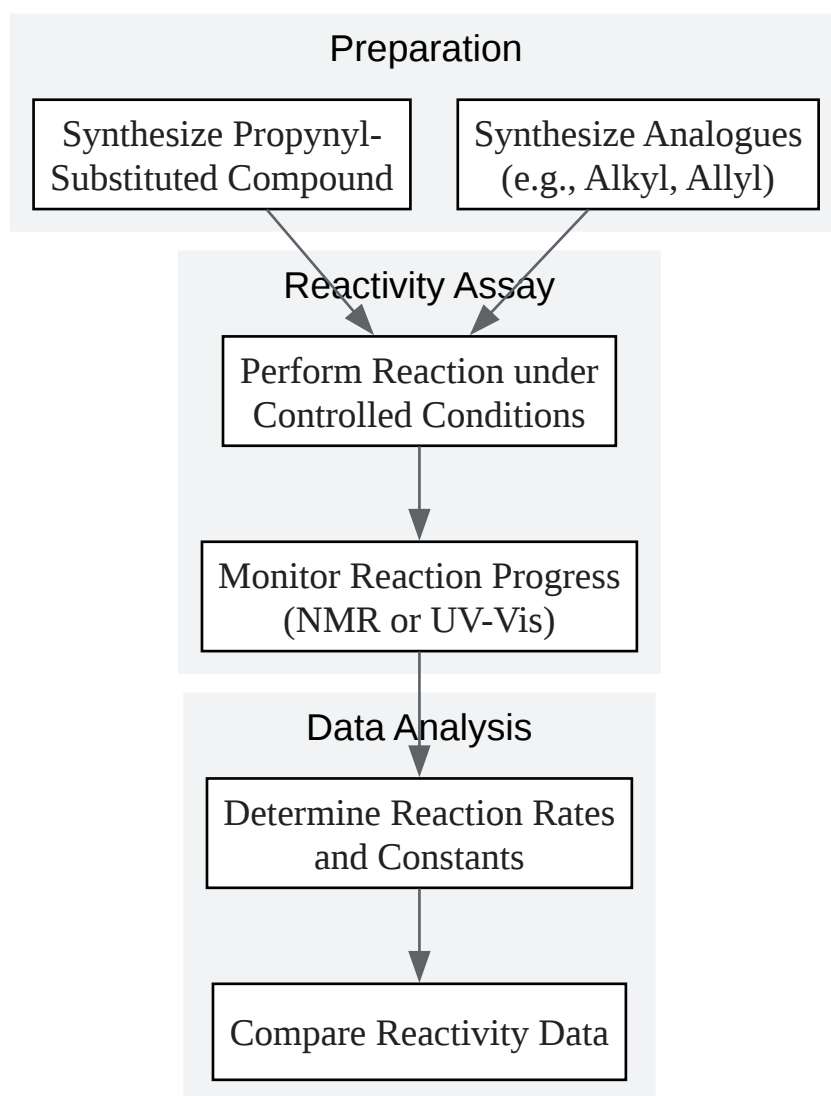 Preparation
Synthesize Propynyl-
Substituted Compound
Synthesize Analogues
(e.g., Alkyl, Allyl)
Reactivity Assay
Perform Reaction under
Controlled Conditions
Monitor Reaction Progress
(NMR or UV-Vis)
Data Analysis
Determine Reaction Rates
and Constants
Compare Reactivity Data